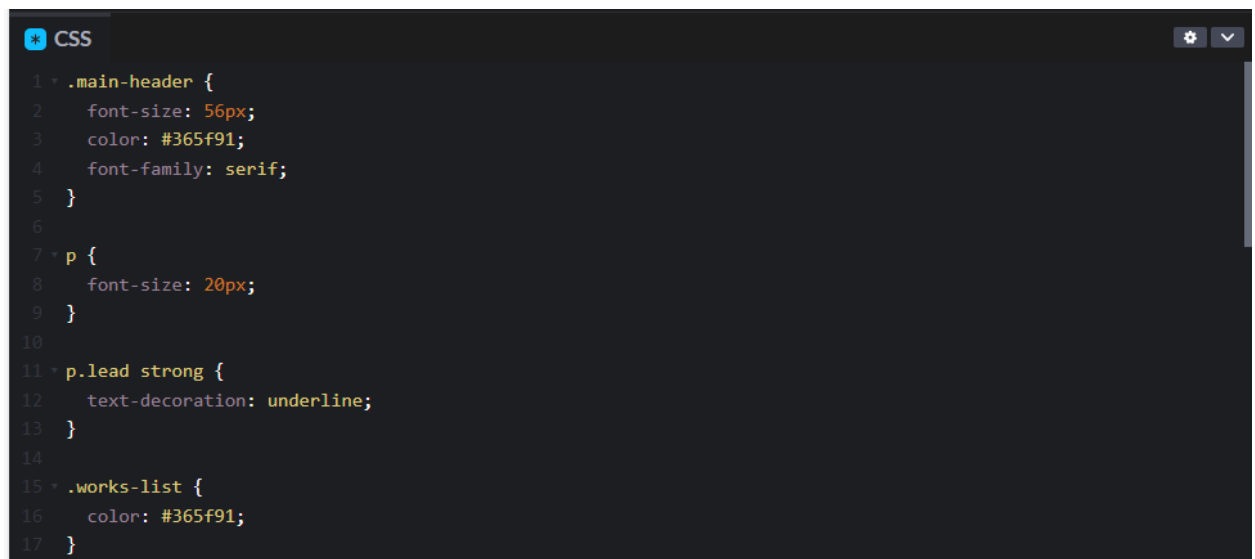 CSS
1 .main-header {
2 font-size: 56px;
3 color: #365f91;
4 font-family: serif;
5 }
6
7 p {
8 font-size: 20px;
9 }
10
11 p.lead strong {
12 text-decoration: underline;
13 }
14
15 .works-list {
16 color: #365f91;
17 }